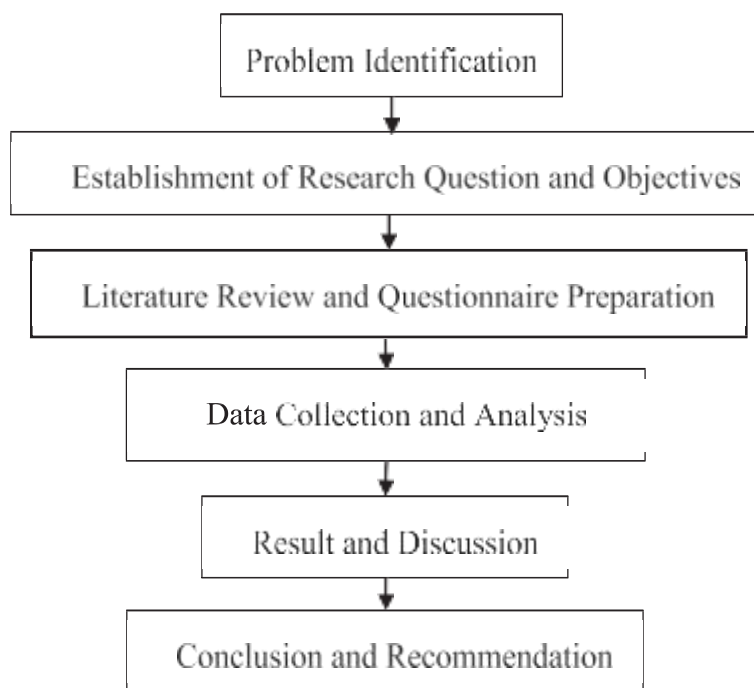 Problem Identification
Establishment of Research Question and Objectives
Literature Review and Questionnaire Preparation
Data Collection and Analysis
Result and Discussion
Conclusion and Recommendation